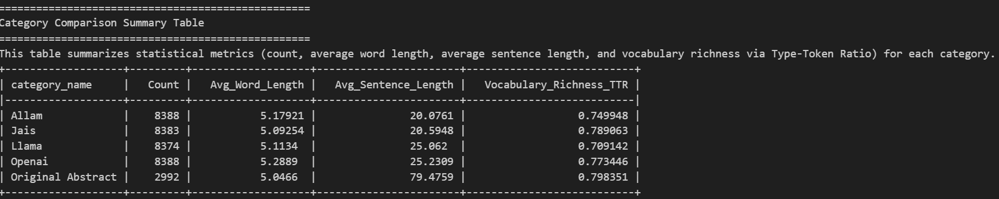 ==================================================
Category Comparison Summary Table
==================================================
This table summarizes statistical metrics (count, average word length, average sentence length, and vocabulary richness via Type-Token Ratio) for each category.
+-------------------+---------+-------------------+-----------------------+---------------------------+
| category_name     |   Count |   Avg_Word_Length |   Avg_Sentence_Length |   Vocabulary_Richness_TTR |
|-------------------+---------+-------------------+-----------------------+---------------------------|
| Allam             |    8388 |           5.17921 |               20.0761 |                  0.749948 |
| Jais              |    8383 |           5.09254 |               20.5948 |                  0.789063 |
| Llama             |    8374 |           5.1134  |               25.062  |                  0.709142 |
| Openai            |    8388 |           5.2889  |               25.2309 |                  0.773446 |
| Original Abstract |    2992 |           5.0466  |               79.4759 |                  0.798351 |
+-------------------+---------+-------------------+-----------------------+---------------------------+